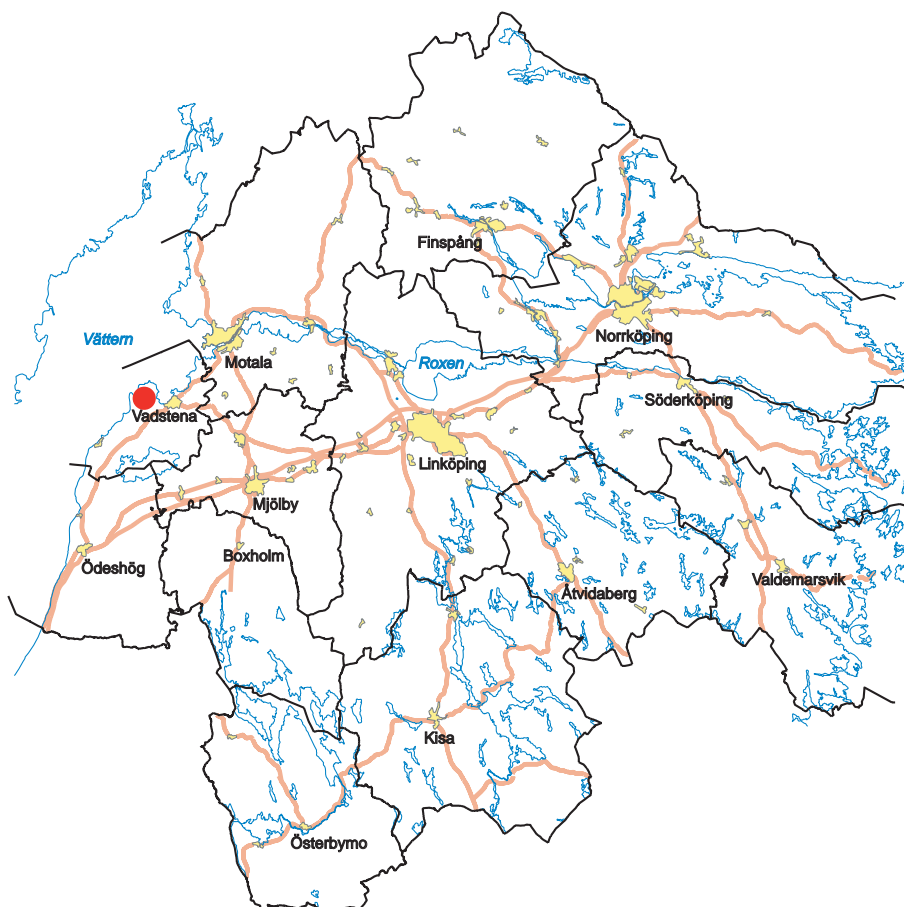 Finspång
Norrköping
Vättern
Motala
Roxen
Söderköping
Vadstena
Linköping
Mjölby
Boxholm
Ödeshög
Åtvidaberg
Valdemarsvik
Kisa
Österbymo